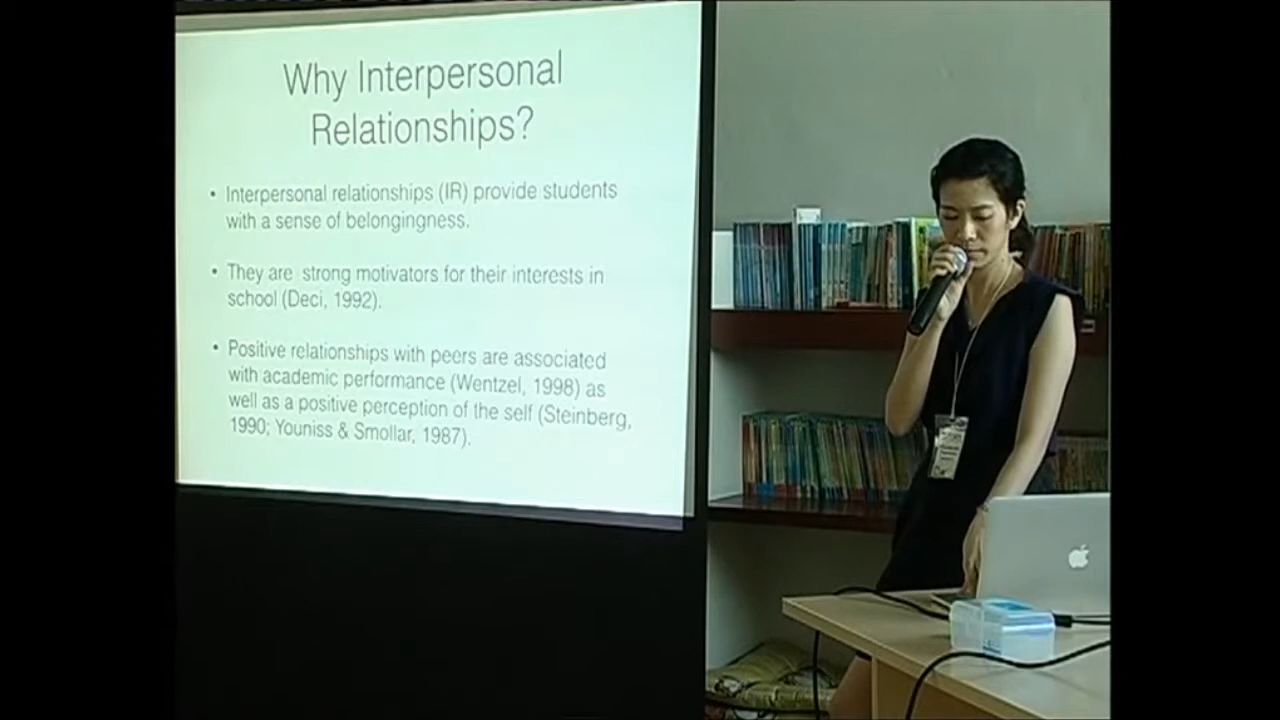 Why Interpersonal
Relationships?
• Interpersonal relationships (IR) provide students
with a sense of belongingness.
• They are strong motivators for their interests in
school (Deci, 1992).
• Positive relationships with peers are associated
with academic performance (Wentzel, 1998) as
well as a positive perception of the self (Steinberg,
1990; Youniss & Smollar, 1987).